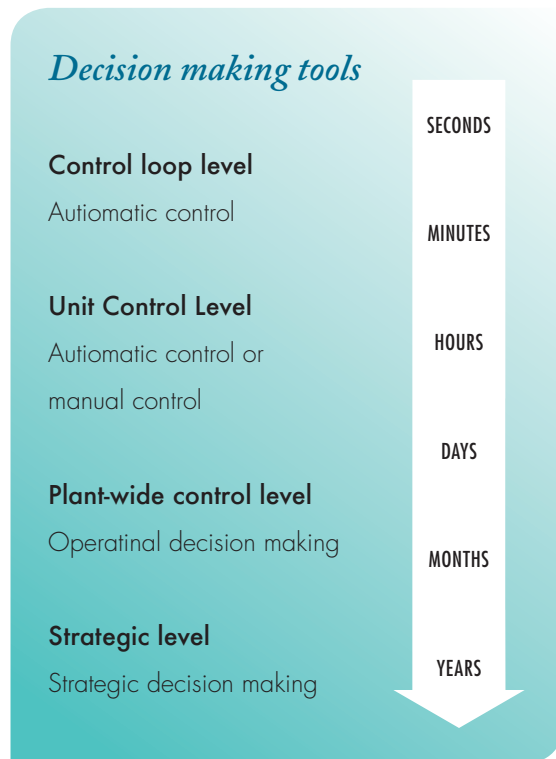 Decision making tools
Control loop level
Autiomatic control
Unit Control Level
Autiomatic control or
manual control
Plant-wide control level
Operatinal decision making
Strategic level
Strategic decision making
SECONDS
MINUTES
HOURS
DAYS
MONTHS
YEARS